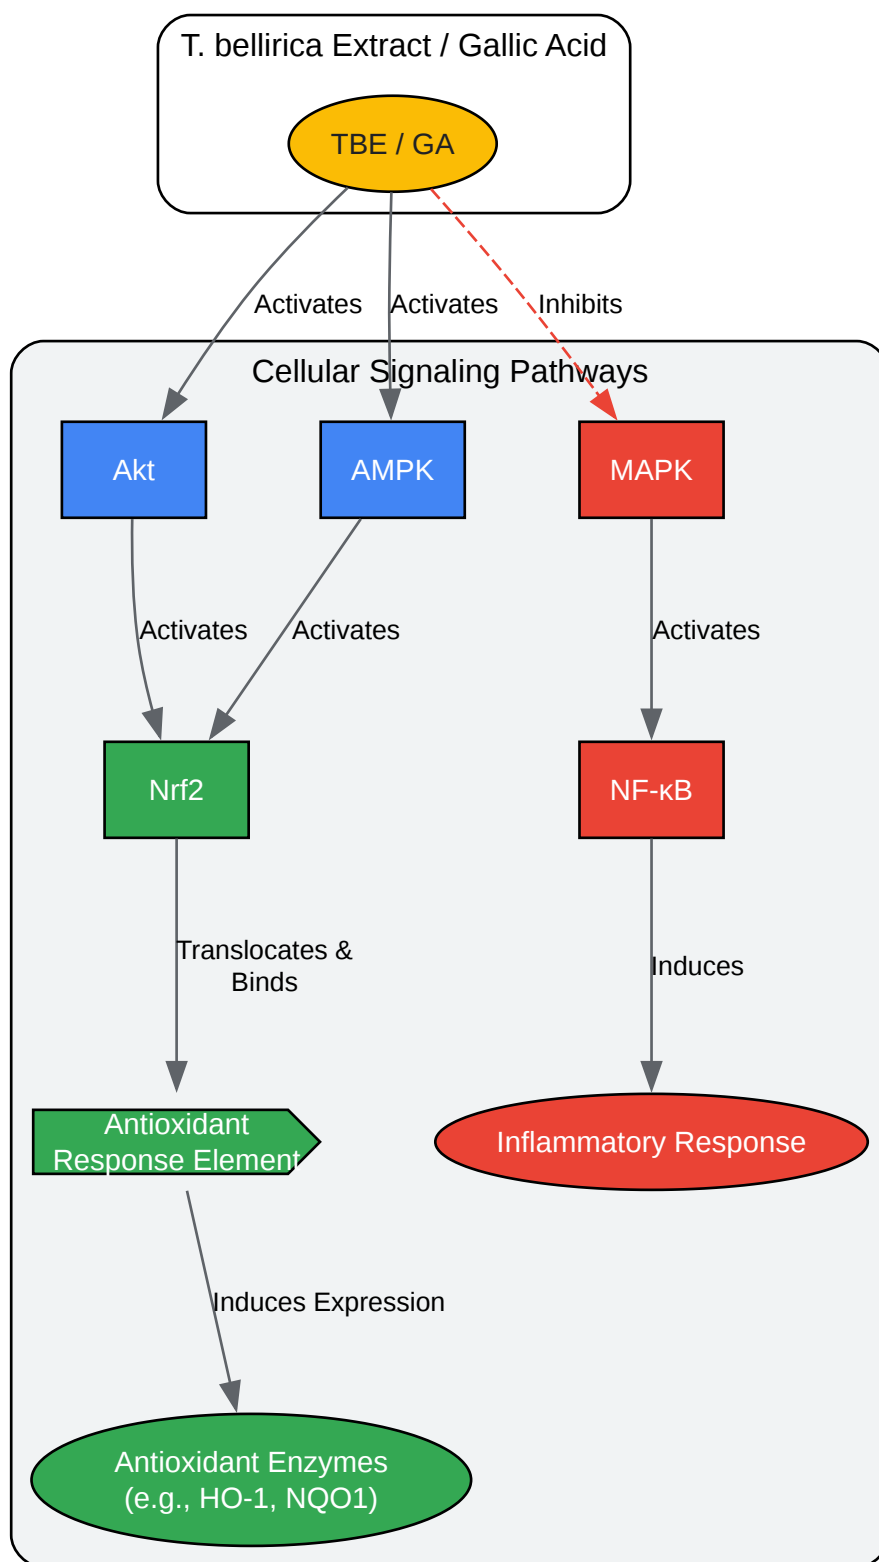 T. bellirica Extract / Gallic Acid
TBE / GA
Activates
Activates
Inhibits
Cellular Signaling Pathways
Akt
AMPK
MAPK
Activates
Activates
Activates
Nrf2
NF-κB
Translocates &
Binds
Induces
Antioxidant
Response Element
Inflammatory Response
Induces Expression
Antioxidant Enzymes
(e.g., HO-1, NQO1)